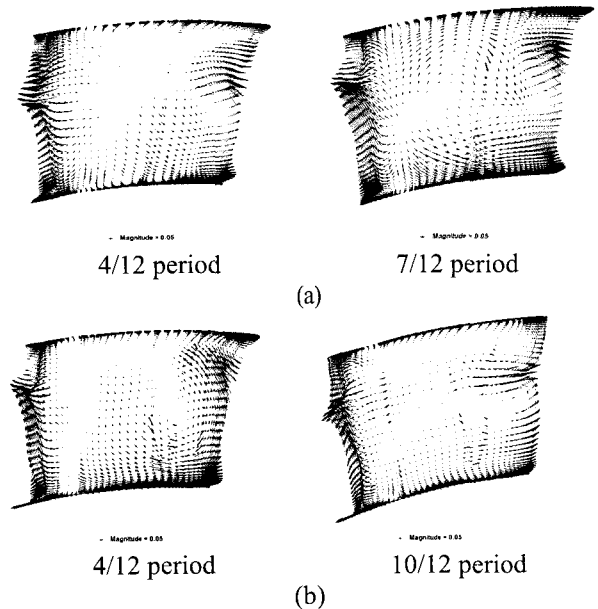 → Magnitude = 0.05
→ Magnitude = 0.05
4/12 period
7/12 period
(a)
→ Magnitude = 0.05
→ Magnitude = 0.05
4/12 period
10/12 period
(b)